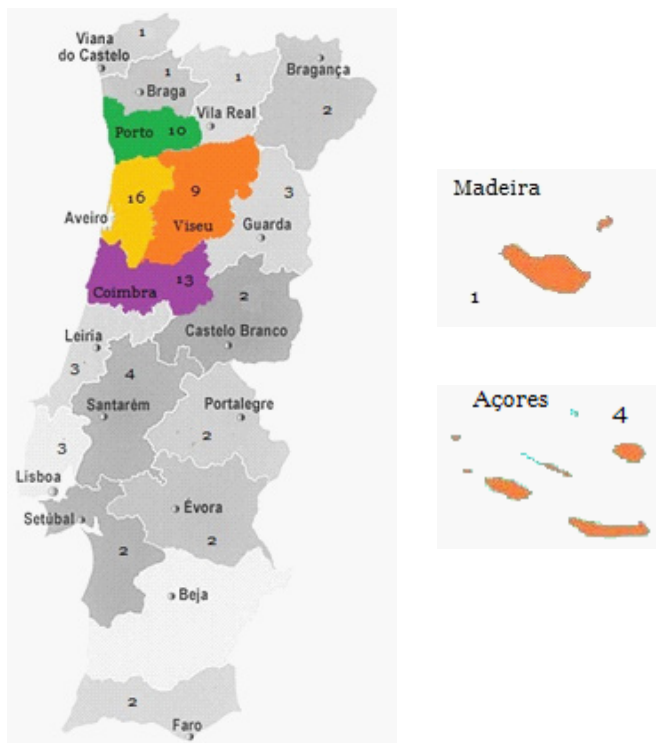 Viana
do Castelo
1
Bragança
1
Braga
1
2
Vila Real
Porto 10
16
9
3
Madeira
Aveiro
Viseu
Guarda
13
Coimbra
2
1
Leiria
Castelo Branco
3
4
Santarém
Portalegre
2
Açores
4
3
Lisboa
Setúbal
Évora
2
2
Beja
2
Faro